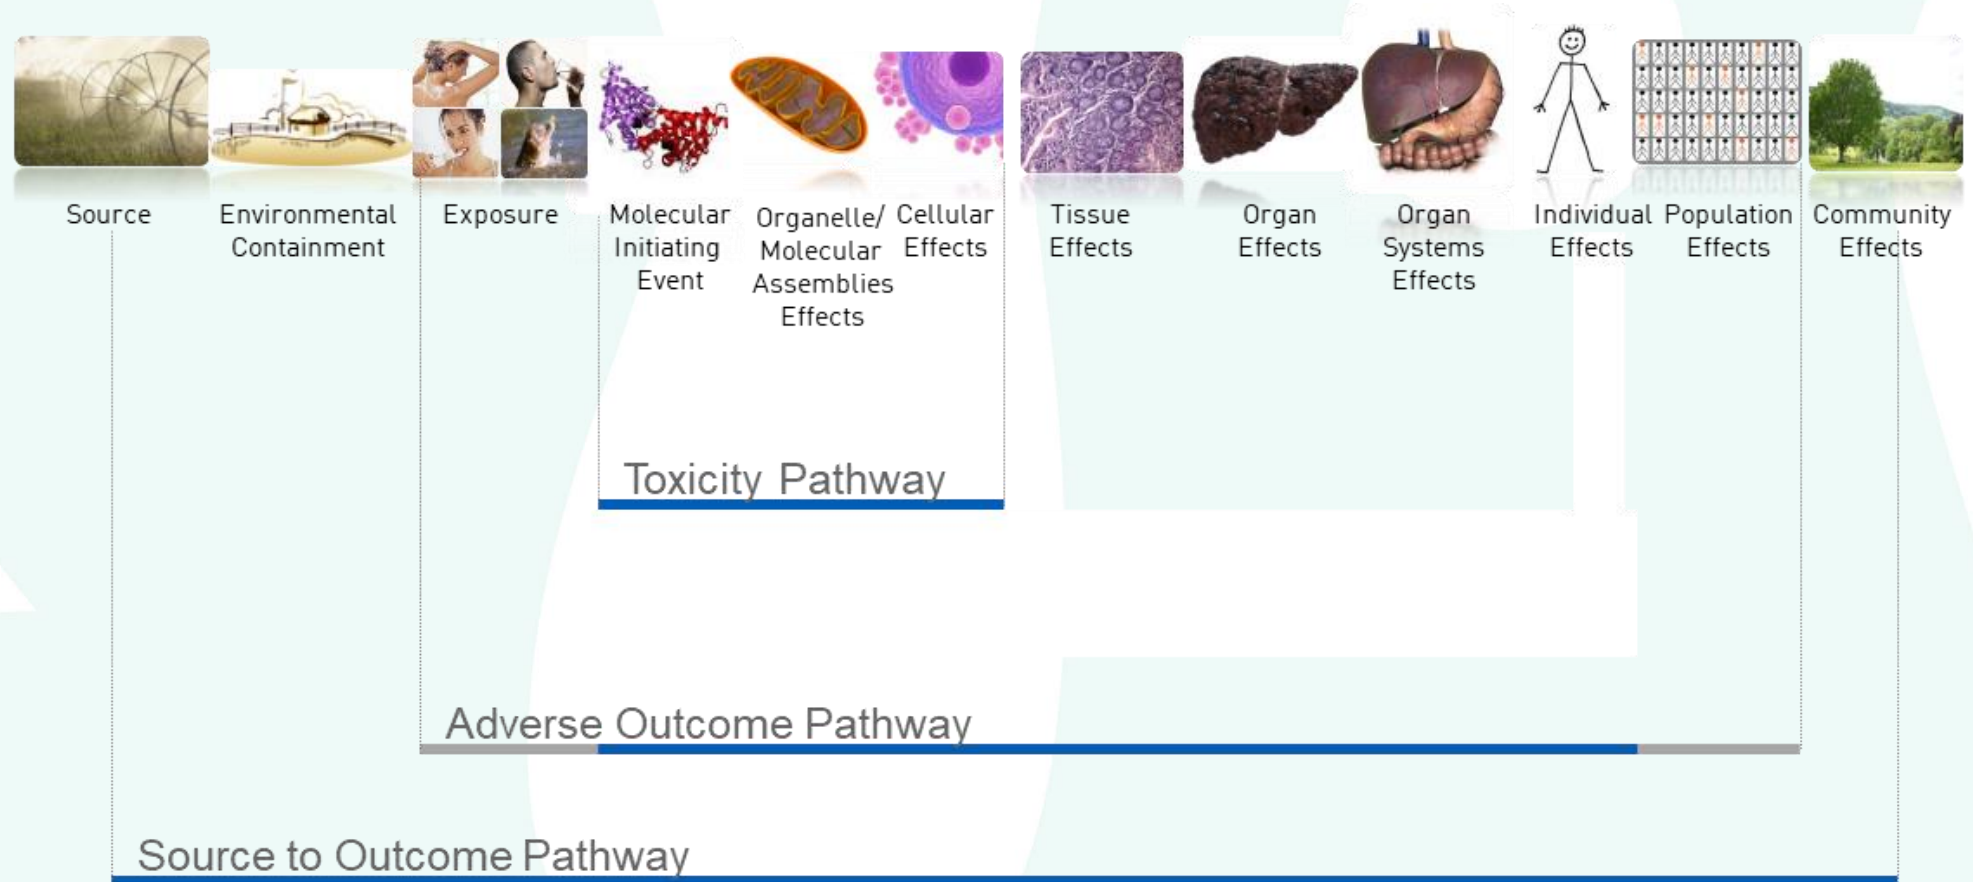 Source
Environmental
Containment
Exposure
Molecular
Initiating
Event
Organelle/
Molecular
Assemblies
Effects
Cellular
Effects
Tissue
Effects
Organ
Effects
Organ
Systems
Effects
Individual
Effects
Population
Effects
Community
Effects
Toxicity Pathway
Adverse Outcome Pathway
Source to Outcome Pathway